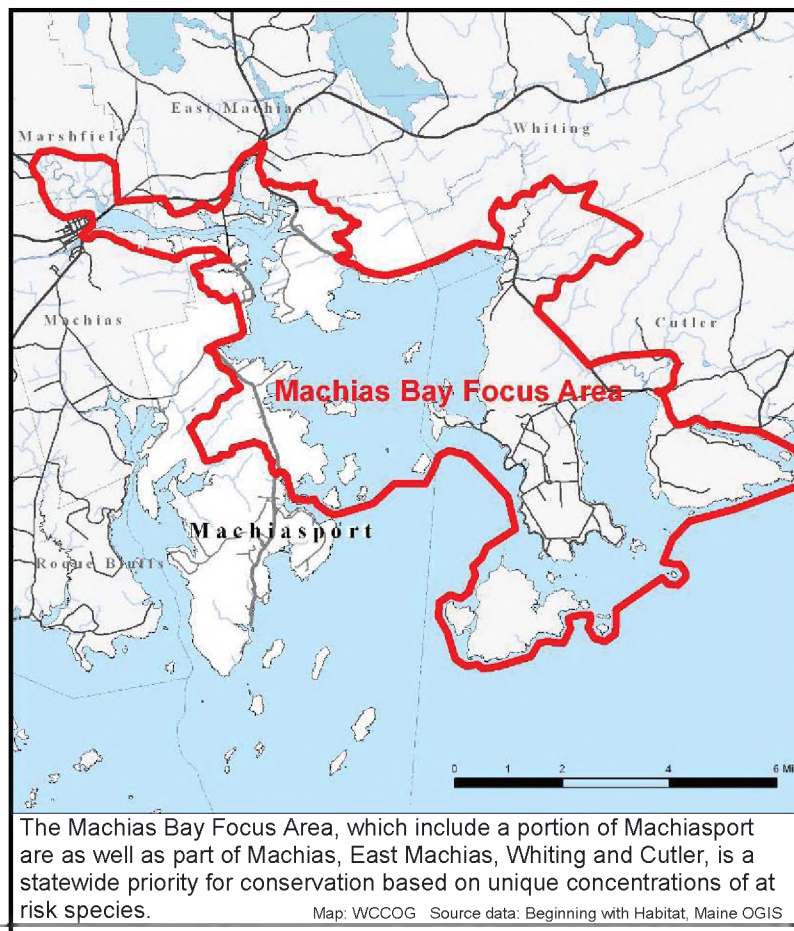 East Machias
Marshfield
Whiting
Machias
Cutler
Machias Bay Focus Area
Machiasport
Roque Bluffs
0 1 2 4 6 Mi
The Machias Bay Focus Area, which include a portion of Machiasport
are as well as part of Machias, East Machias, Whiting and Cutler, is a
statewide priority for conservation based on unique concentrations of at
risk species. Map: WCCOG Source data: Beginning with Habitat, Maine OGIS